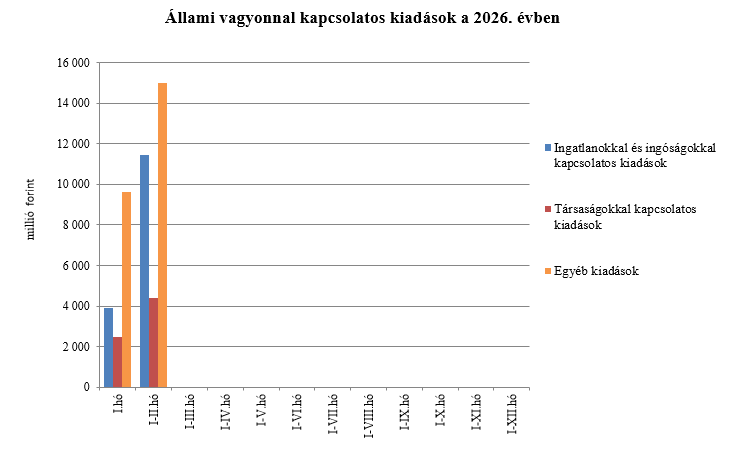 Állami vagyonnal kapcsolatos kiadások a 2026. évben
16 000
14 000
12 000
10 000
8 000
6 000
4 000
2 000
0
millió forint
I.hó
I-II.hó
I-III.hó
I-IV.hó
I-V.hó
I-VI.hó
I-VII.hó
I-VIII.hó
I-IX.hó
I-X.hó
I-XI.hó
I-XII.hó
Ingatlanokkal és ingóságokkal
kapcsolatos kiadások
Társaságokkal kapcsolatos
kiadások
Egyéb kiadások